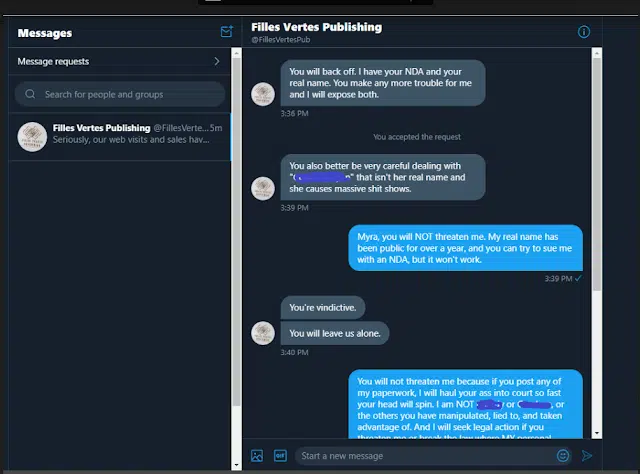 Messages
Filles Vertes Publishing
@FillesVertesPub
Message requests
Search for people and groups
Filles Vertes Publishing @FillesVerte... 5m
Seriously, our web visits and sales hav...
You will back off. I have your NDA and your
real name. You make any more trouble for me
and I will expose both.
3:36 PM
You accepted the request
You also better be very careful dealing with
" n" that isn't her real name and
she causes massive shit shows.
3:39 PM
Myra, you will NOT threaten me. My real name has
been public for over a year, and you can try to sue me
with an NDA, but it won't work.
3:39 PM
You're vindictive.
You will leave us alone.
3:40 PM
You will not threaten me because if you post any of
my paperwork, I will haul your ass into court so fast
your head will spin. I am NOT or , or
the others you have manipulated, lied to, and taken
advantage of. And I will seek legal action if you
threaten me or break the law where MY personal
GIF
Start a new message